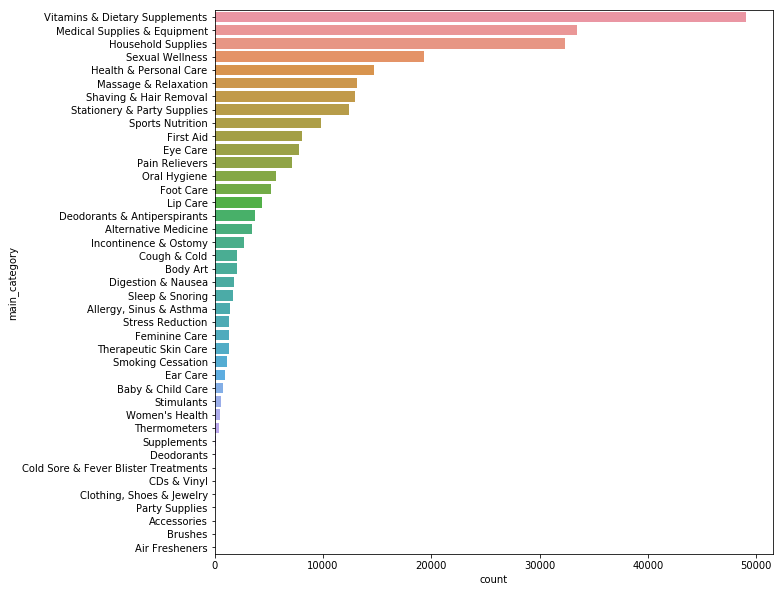 main_category
Vitamins & Dietary Supplements
Medical Supplies & Equipment
Household Supplies
Sexual Wellness
Health & Personal Care
Massage & Relaxation
Shaving & Hair Removal
Stationery & Party Supplies
Sports Nutrition
First Aid
Eye Care
Pain Relievers
Oral Hygiene
Foot Care
Lip Care
Deodorants & Antiperspirants
Alternative Medicine
Incontinence & Ostomy
Cough & Cold
Body Art
Digestion & Nausea
Sleep & Snoring
Allergy, Sinus & Asthma
Stress Reduction
Feminine Care
Therapeutic Skin Care
Smoking Cessation
Ear Care
Baby & Child Care
Stimulants
Women's Health
Thermometers
Supplements
Deodorants
Cold Sore & Fever Blister Treatments
CDs & Vinyl
Clothing, Shoes & Jewelry
Party Supplies
Accessories
Brushes
Air Fresheners
0 10000 20000 30000 40000 50000
count